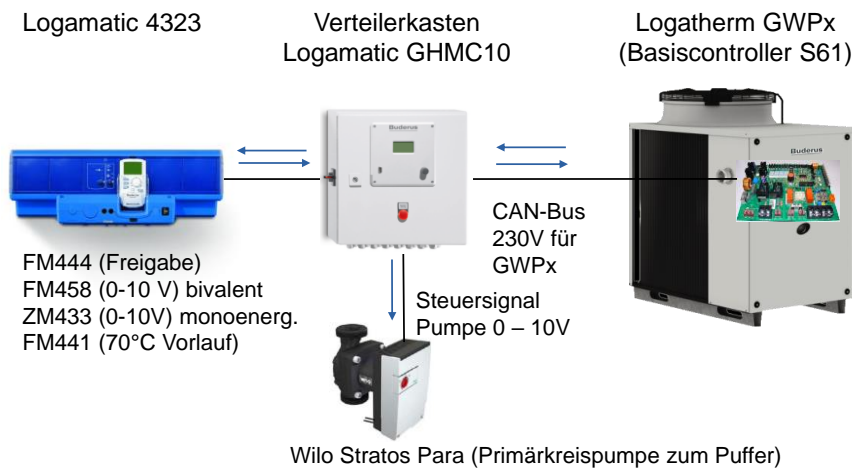 Logamatic 4323
Verteilerkasten
Logamatic GHMC10
Logatherm GWPx
(Basiscontroller S61)
Buderus
Buderus
CAN-Bus
230V für
GWPx
FM444 (Freigabe)
FM458 (0-10 V) bivalent
ZM433 (0-10V) monoenerg.
FM441 (70°C Vorlauf)
Steuersignal
Pumpe 0 – 10V
Wilo Stratos Para (Primärkreispumpe zum Puffer)